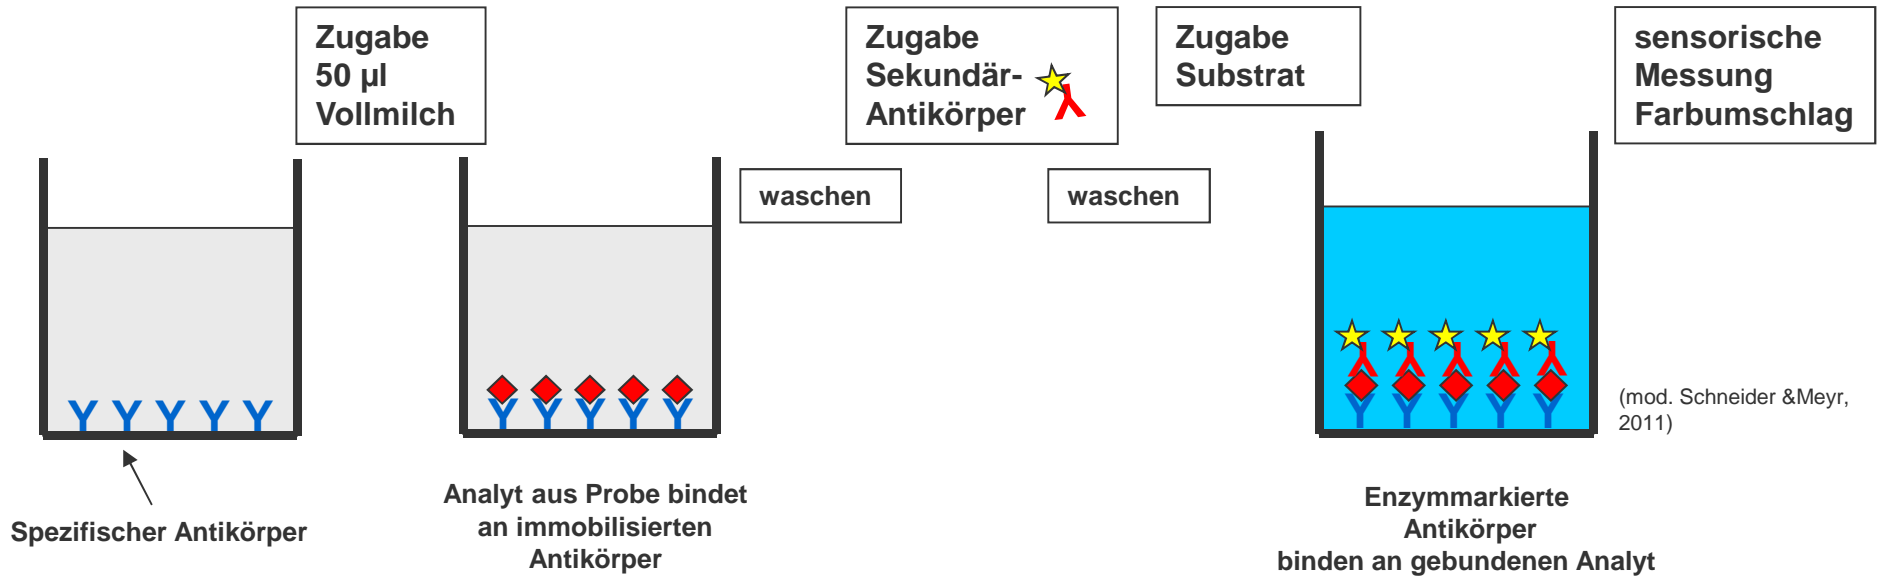 Zugabe
50 µl
Vollmilch
Zugabe
Sekundär-
Antikörper
Zugabe
Substrat
sensorische
Messung
Farbumschlag
waschen
waschen
(mod. Schneider &Meyr,
2011)
Spezifischer Antikörper
Analyt aus Probe bindet
an immobilisierten
Antikörper
Enzymmarkierte
Antikörper
binden an gebundenen Analyt